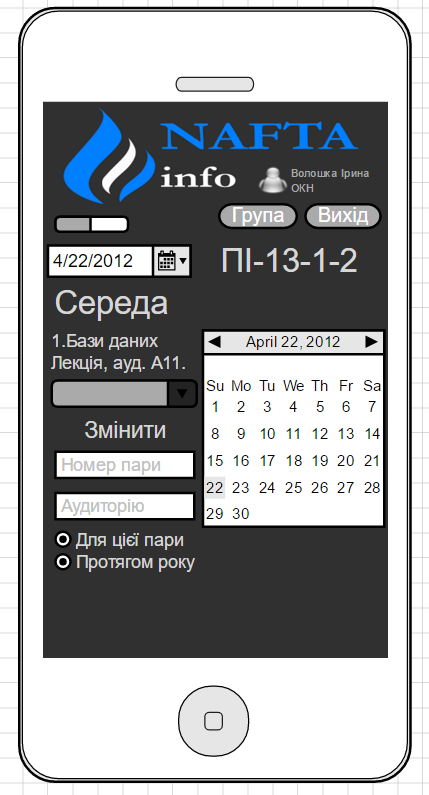 NAFTA
info
Волошка Ірина
ОКН
Група
Вихід
4/22/2012
ПІ-13-1-2
Середа
1.Бази даних
Лекція, ауд. А11.
April 22, 2012
Su Mo Tu We Th Fr Sa
1 2 3 4 5 6 7
8 9 10 11 12 13 14
15 16 17 18 19 20 21
22 23 24 25 26 27 28
29 30
Змінити
Номер пари
Аудиторію
Для цієї пари
Протягом року